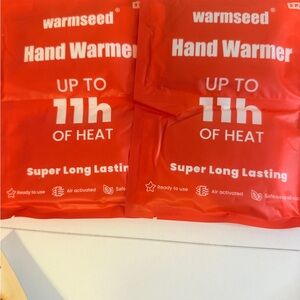 warmseed®
Hand Warmer
UP TO
11h
OF HEAT
Super Long Lastin
Ready to use
Air activated
warmseed®
Hand Warmer
UP TO
11h
OF HEAT
Super Long Lasting
Ready to use
Air activated